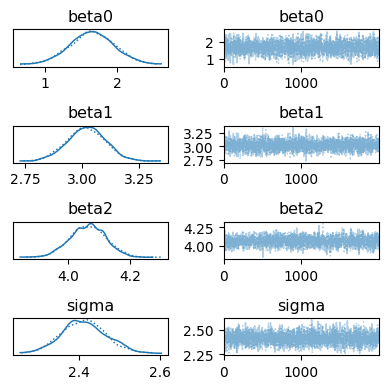 beta0 beta0
2
1
1 2 0 1000
beta1 beta1
3.25
3.00
2.75
2.75 3.00 3.25 0 1000
beta2 beta2
4.25
4.00
4.0 4.2 0 1000
sigma sigma
2.50
2.25
2.4 2.6 0 1000